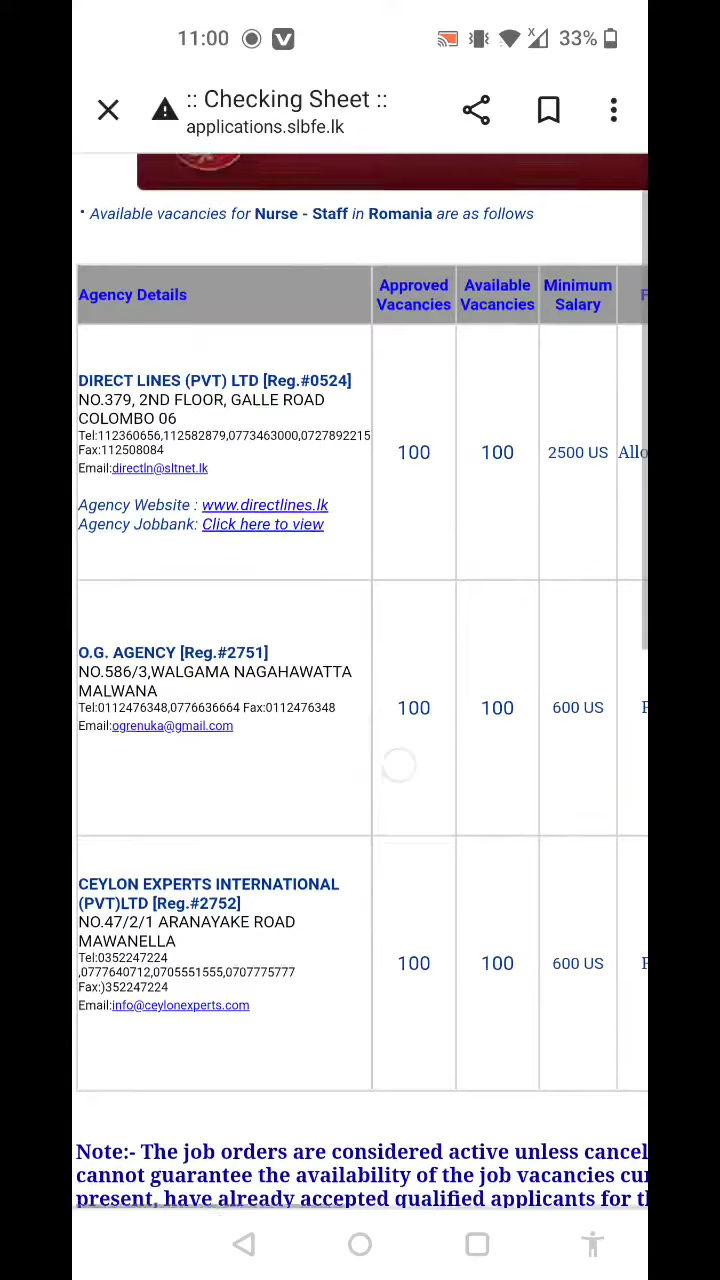 11:00
33%
:: Checking Sheet ::
applications.slbfe.lk
· Available vacancies for Nurse - Staff in Romania are as follows
Agency Details Approved Vacancies Available Vacancies Minimum Salary
DIRECT LINES (PVT) LTD [Reg.#0524]
NO.379, 2ND FLOOR, GALLE ROAD
COLOMBO 06
Tel:112360656,112582879,0773463000,0727892215
Fax:112508084
Email:directln@sltnet.lk
Agency Website : www.directlines.lk
Agency Jobbank: Click here to view
100 100 2500 US Allo
O.G. AGENCY [Reg.#2751]
NO.586/3,WALGAMA NAGAHAWATTA
MALWANA
Tel:0112476348,0776636664 Fax:0112476348
Email:ogrenuka@gmail.com
100 100 600 US
CEYLON EXPERTS INTERNATIONAL
(PVT)LTD [Reg.#2752]
NO.47/2/1 ARANAYAKE ROAD
MAWANELLA
Tel:0352247224
,0777640712,0705551555,0707775777
Fax:)352247224
Email:info@ceylonexperts.com
100 100 600 US
Note:- The job orders are considered active unless cancel
cannot guarantee the availability of the job vacancies cu
present, have already accepted qualified applicants for t